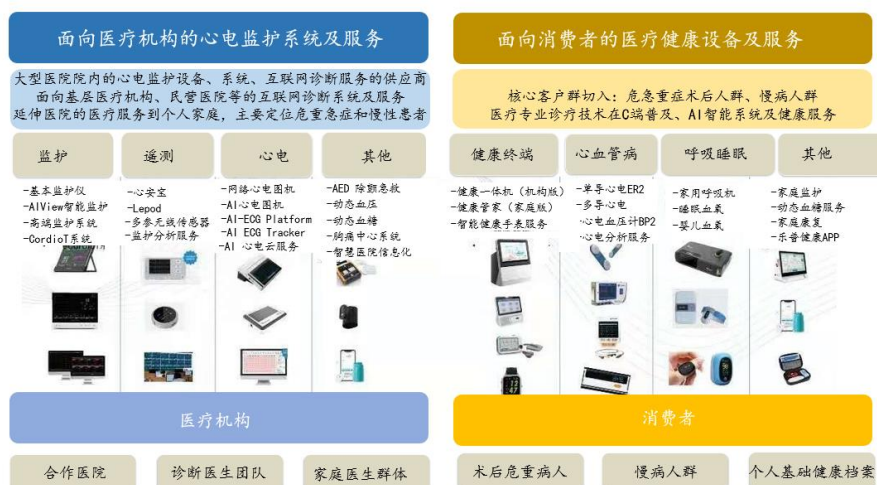 面向医疗机构的心电监护系统及服务
大型医院院内的心电监护设备、系统、互联网诊断服务的供应商
面向基层医疗机构、民营医院等的互联网诊断系统及服务
延伸医院的医疗服务到个人家庭,主要定位危重急症和慢性患者
监护
遥测
心电
其他
-基本监护仪
-AIView智能监护
-高端监护系统
-CordioT系统
-心安宝
-Lepod
-多参无线传感器
-监护分析服务
-网络心电图机
-AI心电图机
-AI-ECG Platform
-AI ECG Tracker
-AI 心电云服务
-AED 除颤急救
-动态血压
-动态血糖
-胸痛中心系统
-智慧医院信息化
医疗机构
合作医院
诊断医生团队
家庭医生群体
面向消费者的医疗健康设备及服务
核心客户群切入:危急重症术后人群、慢病人群
医疗专业诊疗技术在C端普及、AI智能系统及健康服务
健康终端
心血管病
呼吸睡眠
其他
-健康一体机(机构版)
-健康管家(家庭版)
-智能健康手表服务
-单导心电ER2
-多导心电
-心电血压计BP2
-心电分析服务
-家用呼吸机
-睡眠血氧
-婴儿血氧
-家庭监护
-动态血糖服务
-家庭康复
-乐普健康APP
消费者
术后危重病人
慢病人群
个人基础健康档案